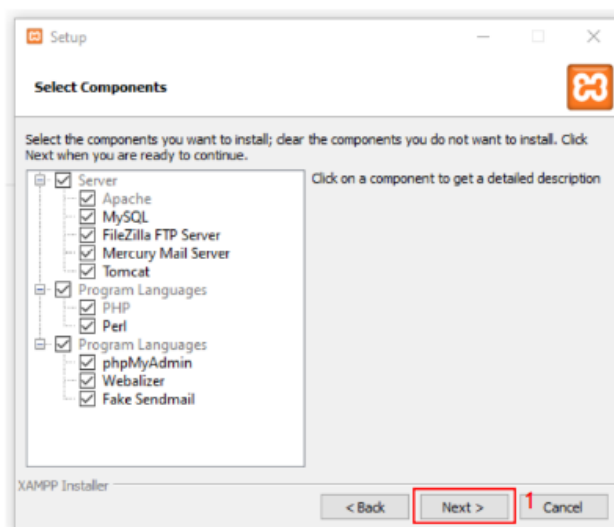 Setup
Select Components
Select the components you want to install; clear the components you do not want to install. Click
Next when you are ready to continue.
Server
Apache
MySQL
FileZilla FTP Server
Mercury Mail Server
Tomcat
Program Languages
PHP
Perl
Program Languages
phpMyAdmin
Webalizer
Fake Sendmail
Click on a component to get a detailed description
XAMPP Installer
< Back
Next >
1
Cancel